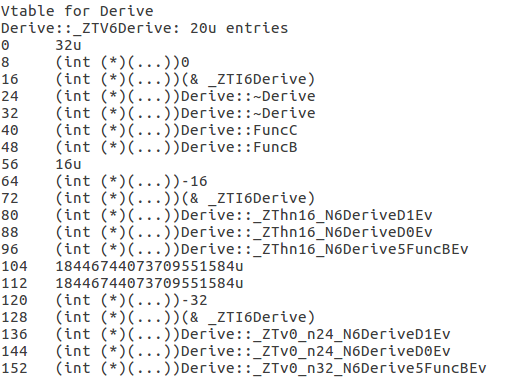 Vtable for Derive
Derive::_ZTV6Derive: 20u entries
0     32u
8     (int (*)(...))0
16    (int (*)(...))(& _ZTI6Derive)
24    (int (*)(...))Derive::~Derive
32    (int (*)(...))Derive::~Derive
40    (int (*)(...))Derive::FuncC
48    (int (*)(...))Derive::FuncB
56    16u
64    (int (*)(...))-16
72    (int (*)(...))(& _ZTI6Derive)
80    (int (*)(...))Derive::_ZThn16_N6DeriveD1Ev
88    (int (*)(...))Derive::_ZThn16_N6DeriveD0Ev
96    (int (*)(...))Derive::_ZThn16_N6Derive5FuncBEv
104   18446744073709551584u
112   18446744073709551584u
120   (int (*)(...))-32
128   (int (*)(...))(& _ZTI6Derive)
136   (int (*)(...))Derive::_ZTv0_n24_N6DeriveD1Ev
144   (int (*)(...))Derive::_ZTv0_n24_N6DeriveD0Ev
152   (int (*)(...))Derive::_ZTv0_n32_N6Derive5FuncBEv